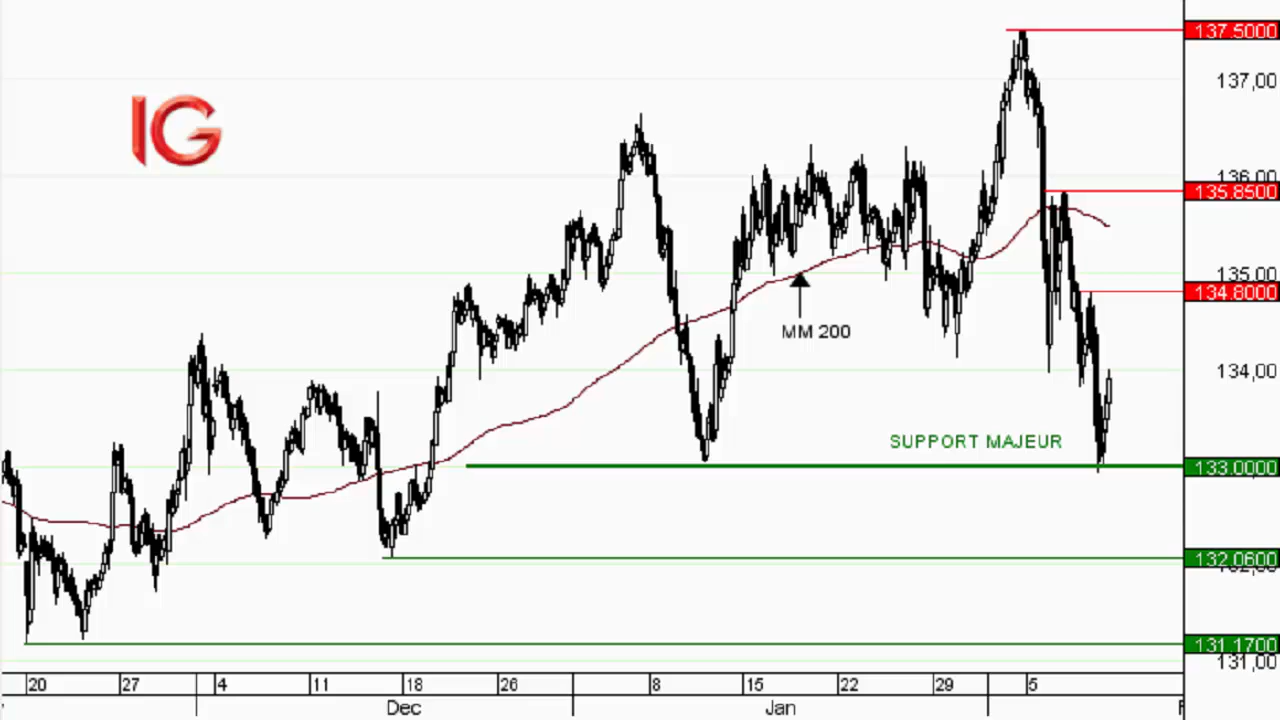 137.5000
137,00
IG
136,00
135.8500
135,00
134.8000
MM 200
134,00
SUPPORT MAJEUR
133.0000
132.0600
131.1700
131,00
20 27 4 11 18 26 8 15 22 29 5
Dec Jan